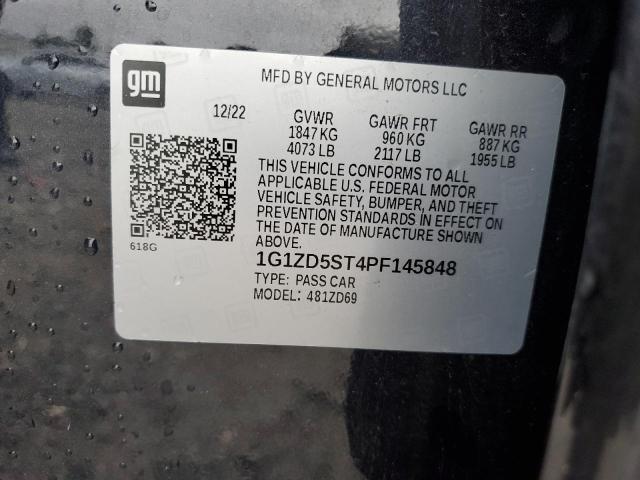 gm
MFD BY GENERAL MOTORS LLC
12/22 GVWR GAWR FRT GAWR RR
1847 KG 960 KG 887 KG
4073 LB 2117 LB 1955 LB
THIS VEHICLE CONFORMS TO ALL
APPLICABLE U.S. FEDERAL MOTOR
VEHICLE SAFETY, BUMPER, AND THEFT
PREVENTION STANDARDS IN EFFECT ON
THE DATE OF MANUFACTURE SHOWN
ABOVE.
618G
1G1ZD5ST4PF145848
TYPE: PASS CAR
MODEL: 481ZD69